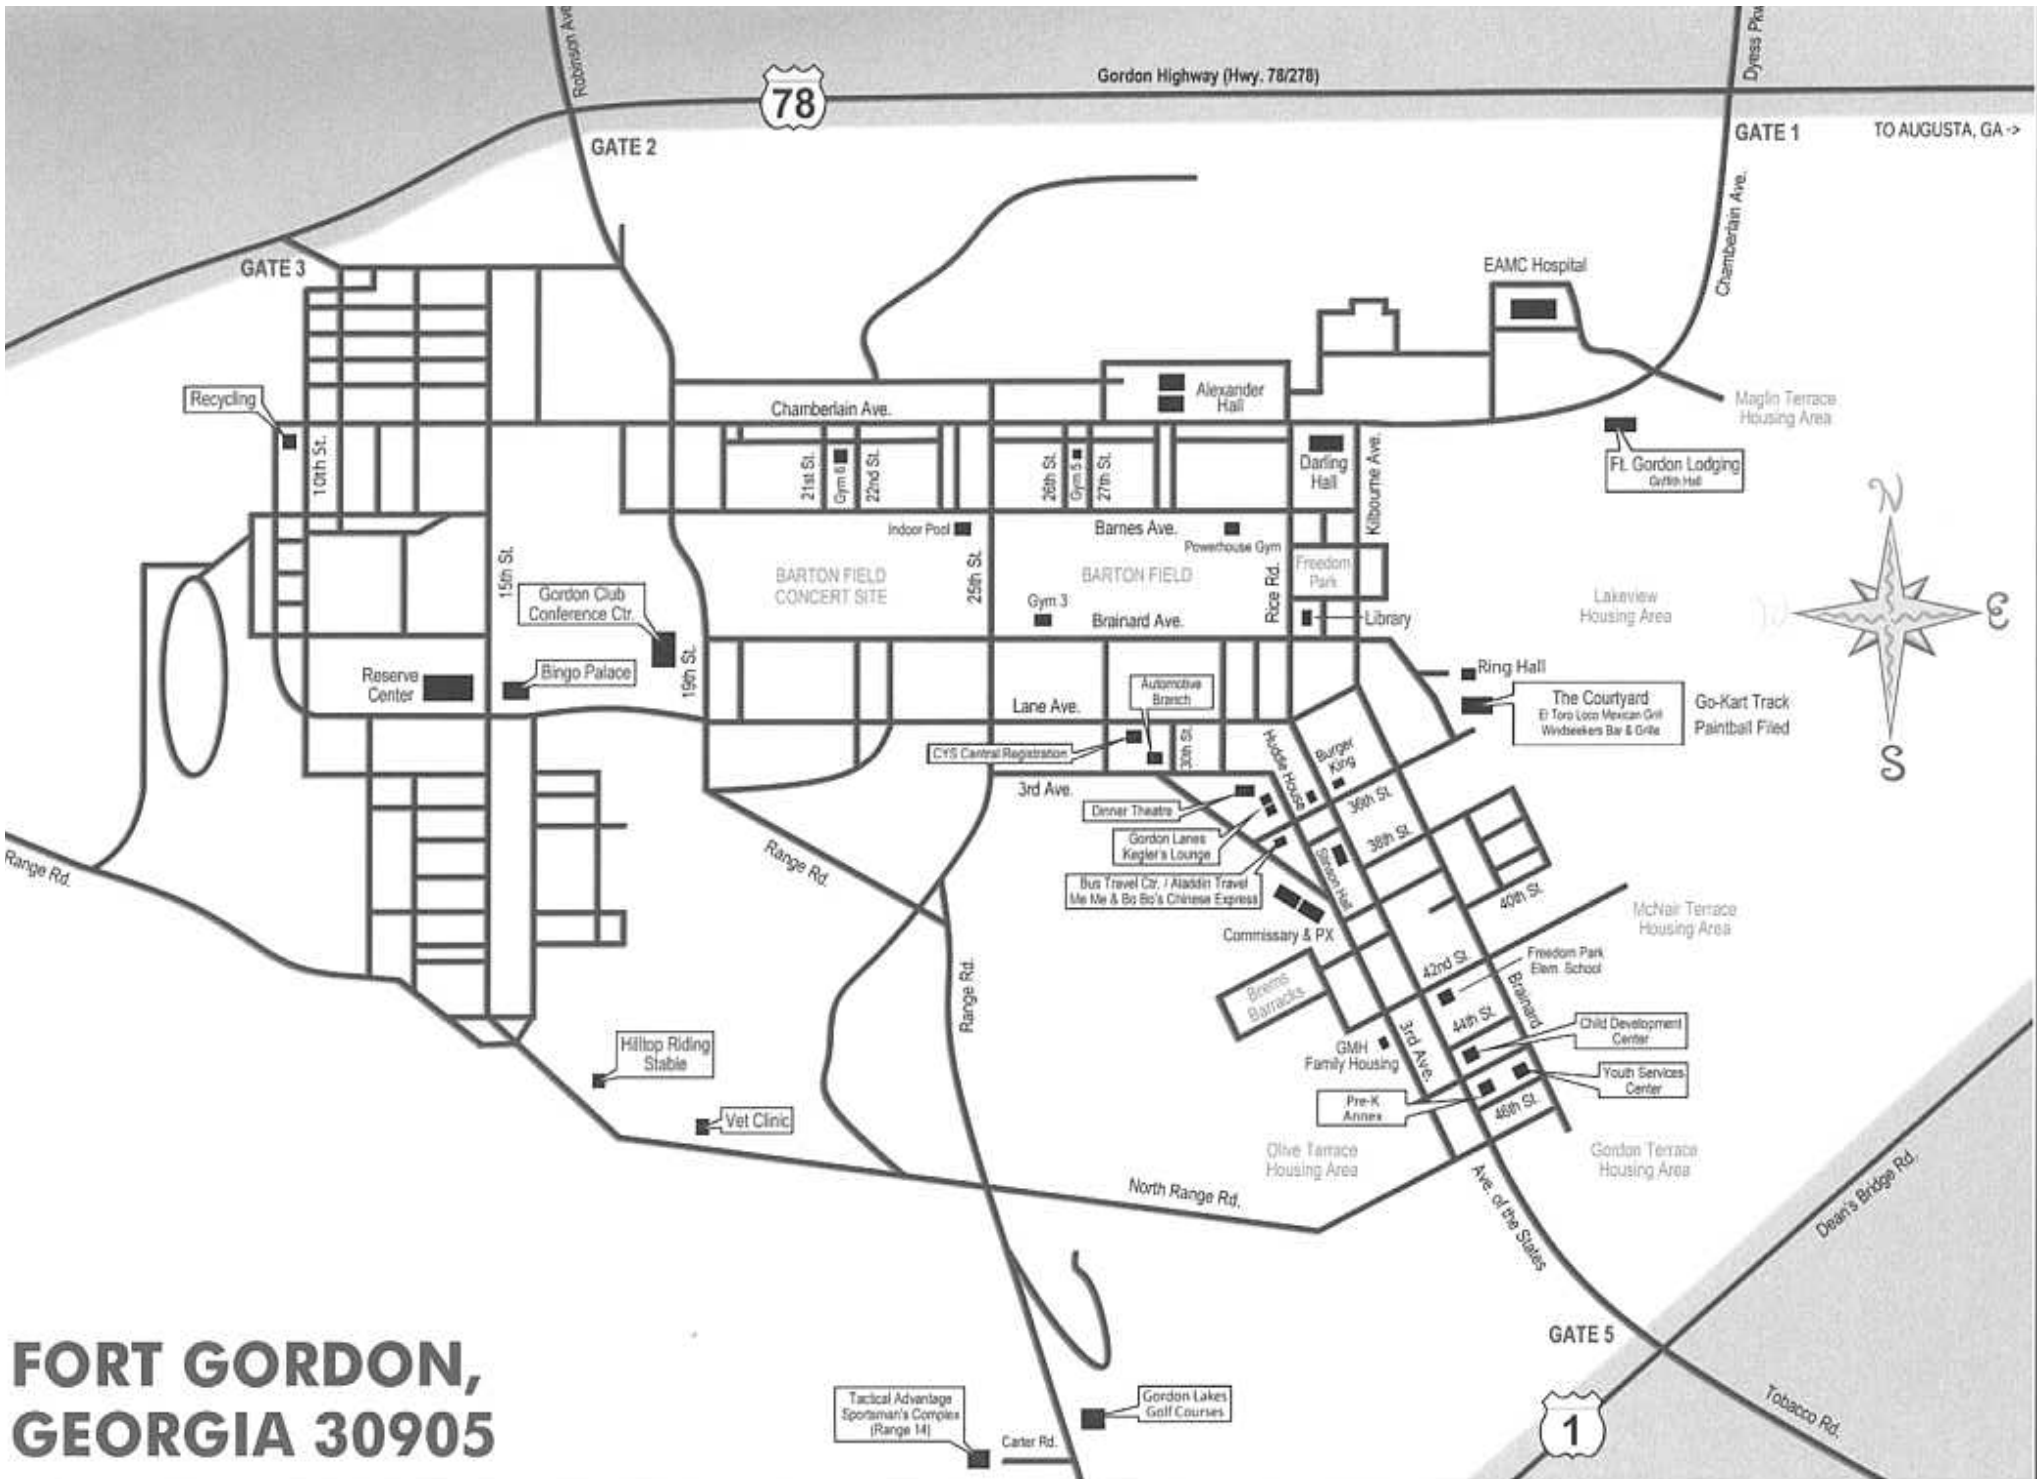 Robinson Ave
78
Gordon Highway (Hwy. 78/278)
Dyess Pkw
GATE 2
GATE 1
TO AUGUSTA, GA ->
Chamberlain Ave.
GATE 3
EAMC Hospital
Recycling
Alexander
Hall
Chamberlain Ave.
Maglin Terrace
Housing Area
10th St.
21st St.
Gym 6
22nd St.
26th St.
Gym 5
27th St.
Darling
Hall
Kilbourne Ave.
Ft. Gordon Lodging
Griffith Hall
N
Indoor Pool
Barnes Ave.
Powerhouse Gym
15th St.
BARTON FIELD
CONCERT SITE
25th St.
BARTON FIELD
Rice Rd.
Freedom
Park
Gordon Club
Conference Ctr.
Gym 3
Brainard Ave.
Library
Lakeview
Housing Area
W
E
Reserve
Center
Bingo Palace
19th St.
Ring Hall
Automotive
Branch
Lane Ave.
The Courtyard
El Toro Loco Mexican Grill
Windseekers Bar & Grille
Go-Kart Track
Paintball Filed
S
CYS Central Registration
30th St.
Huddle House
Burger
King
3rd Ave.
36th St.
Dinner Theatre
Gordon Lanes
Kegler's Lounge
38th St.
Range Rd.
Range Rd.
Stinson Hall
Bus Travel Ctr. / Aladdin Travel
Me Me & Bo Bo's Chinese Express
40th St.
McNair Terrace
Housing Area
Commissary & PX
42nd St.
Freedom Park
Elem. School
Range Rd.
Brems
Barracks
Brainard
44th St.
Child Development
Center
Hilltop Riding
Stable
GMH
Family Housing
3rd Ave.
Youth Services
Center
Pre-K
Annex
46th St.
Vet Clinic
Olive Terrace
Housing Area
Gordon Terrace
Housing Area
North Range Rd.
Ave. of the States
Dean's Bridge Rd.
GATE 5
FORT GORDON,
GEORGIA 30905
Tactical Advantage
Sportsman's Complex
(Range 14)
Gordon Lakes
Golf Courses
Carter Rd.
1
Tobacco Rd.